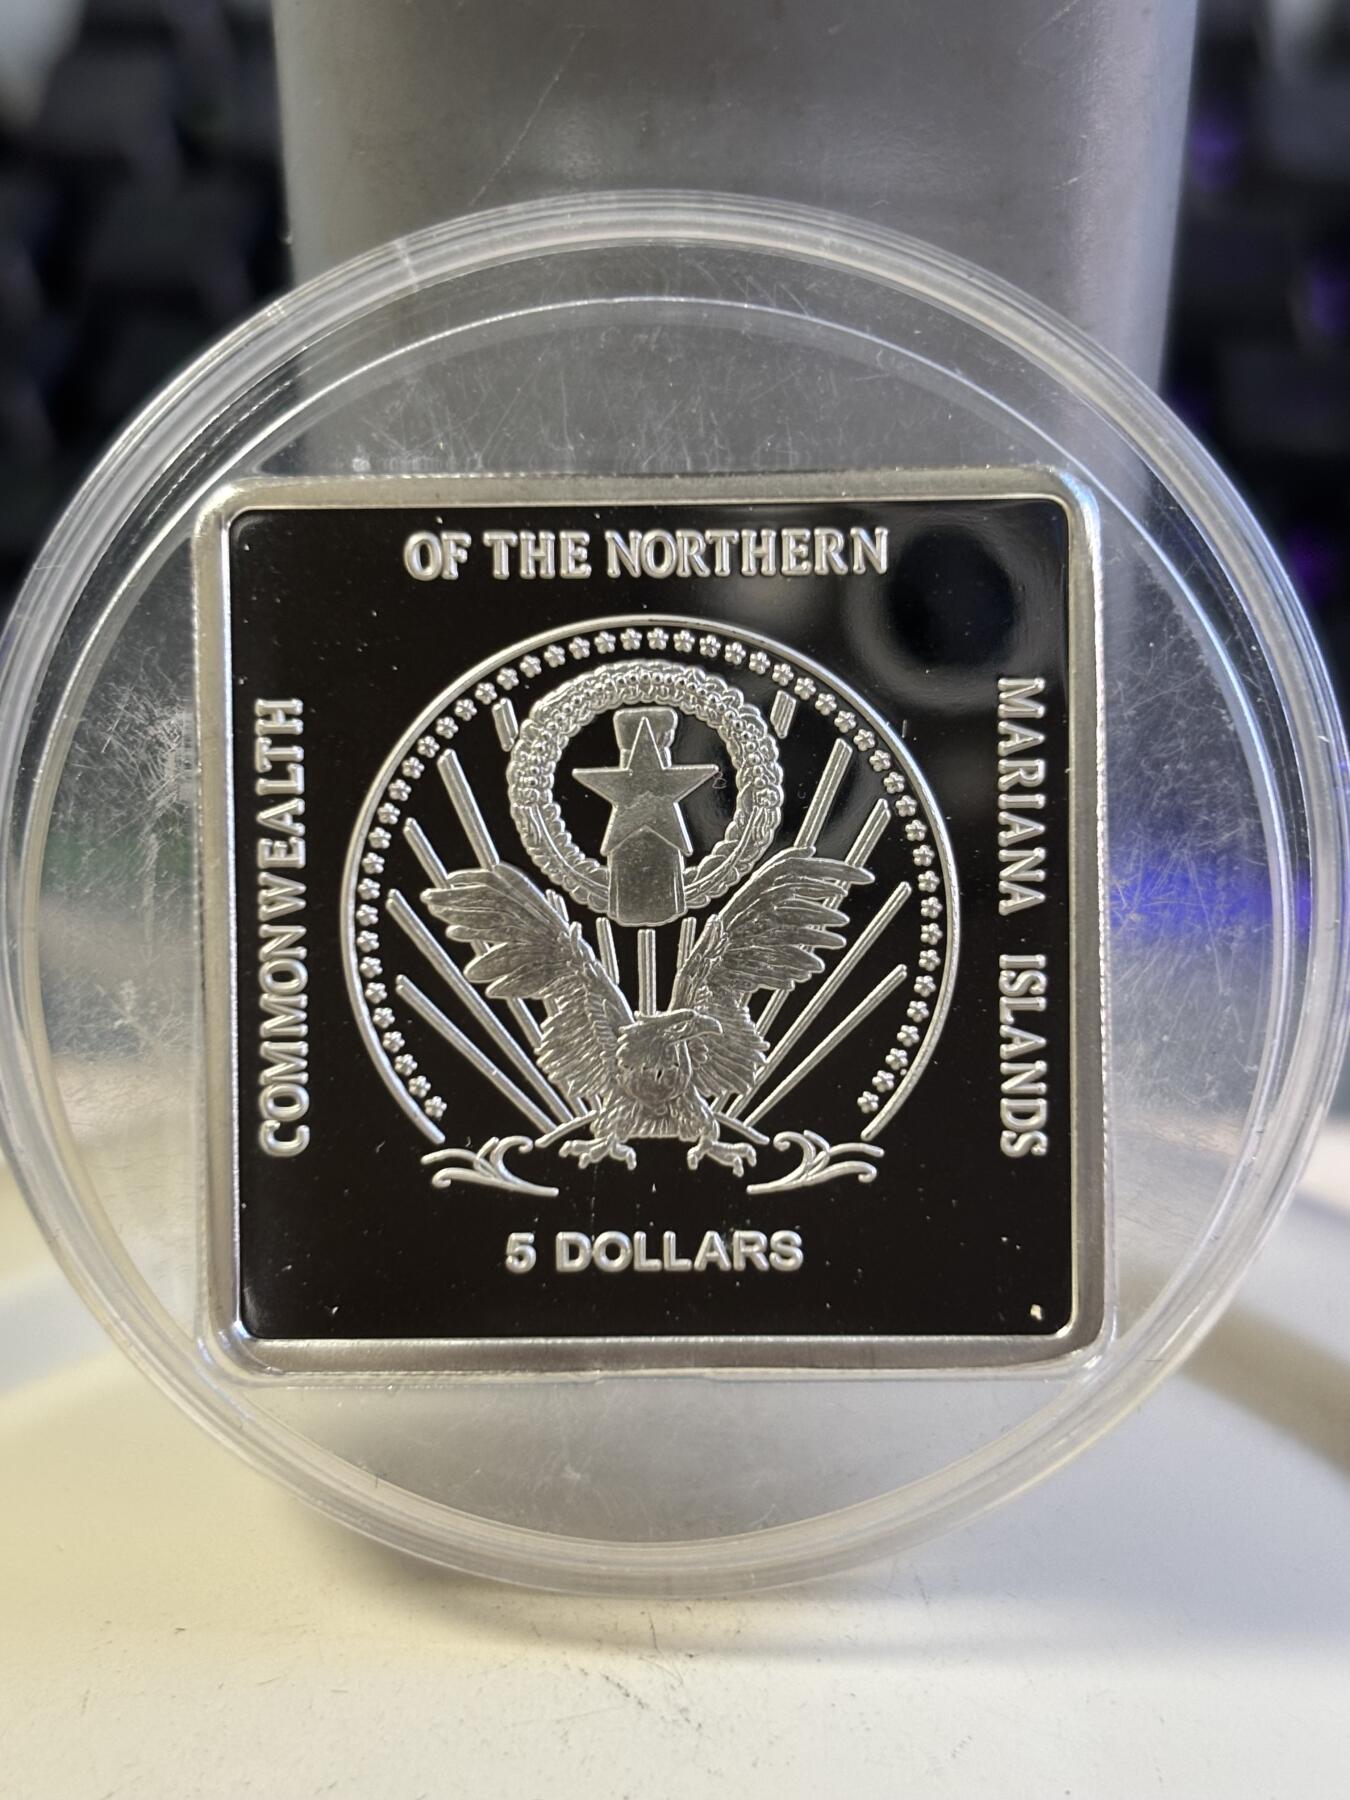 COMMONWEALTH
OF THE NORTHERN
MARIANA ISLANDS
5 DOLLARS